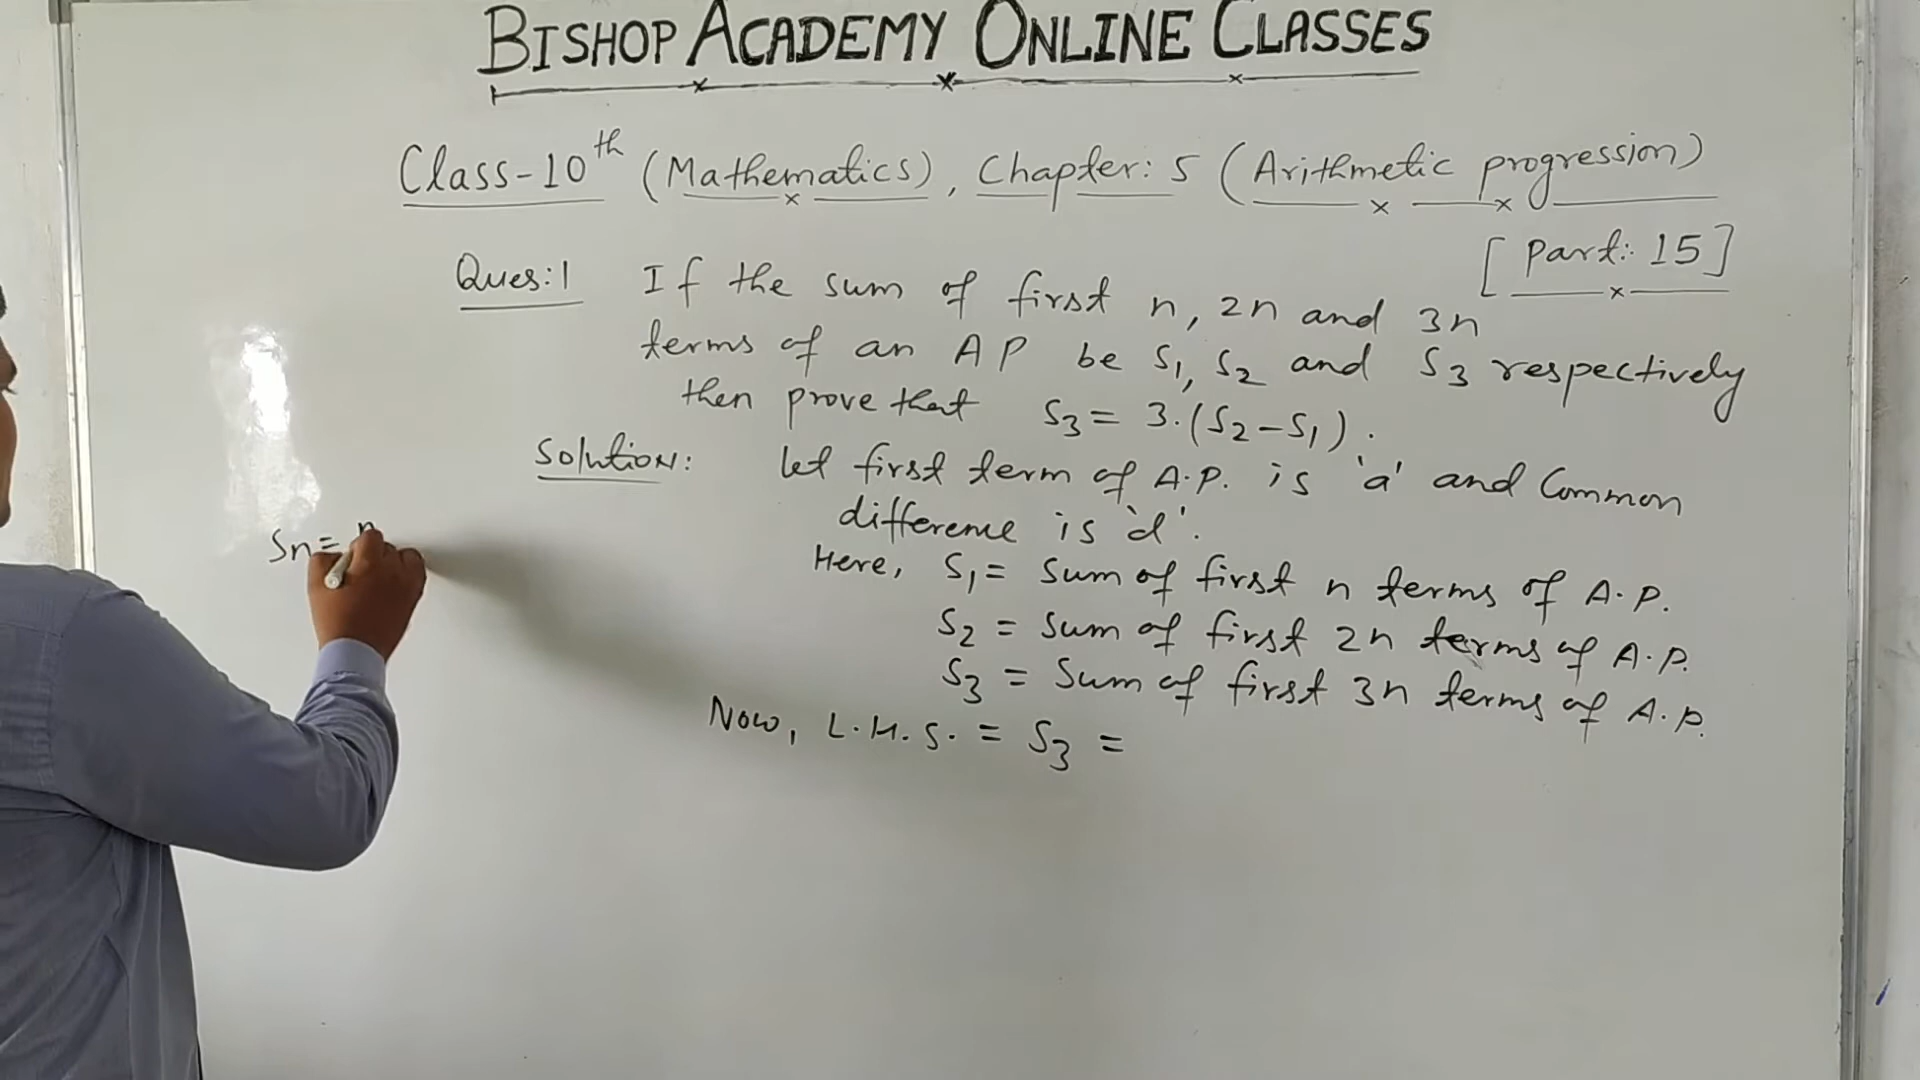 BISHOP ACADEMY ONLINE CLASSES
Class-10th (Mathematics), Chapter: 5 (Arithmetic progression)
[Part: 15]
Ques:1 If the sum of first n, 2n and 3n
terms of an AP be S1, S2 and S3 respectively
then prove that S3 = 3.(S2-S1).
Solution: Let first term of A.P. is 'a' and Common
difference is 'd'.
Sn= n
Here, S1 = Sum of first n terms of A.P.
S2 = Sum of first 2n terms of A.P.
S3 = Sum of first 3n terms of A.P.
Now, L.H.S. = S3 =